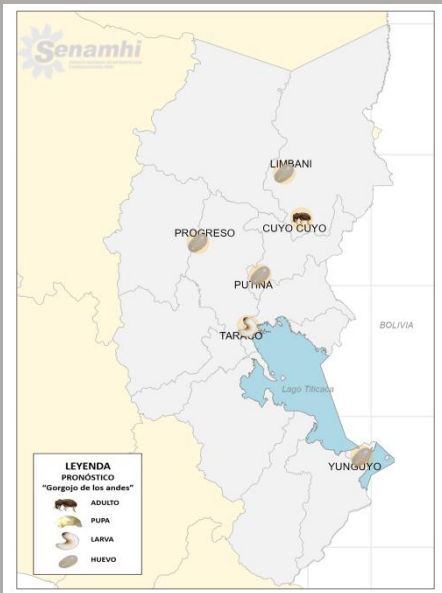 Senamhi
LIMBANI
CUYO CUYO
PROGRESO
PUTINA
TARACO
BOLIVIA
Lago Titicaca
YUNGUYO
LEYENDA
PRONÓSTICO
"Gorgojo de los andes"
ADULTO
PUPA
LARVA
HUEVO